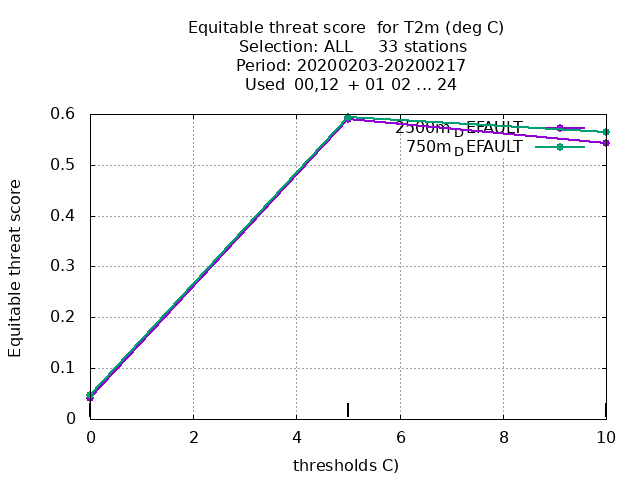 Equitable threat score for T2m (deg C)
Selection: ALL 33 stations
Period: 20200203-20200217
Used 00,12 + 01 02 ... 24
0.6
0.5
0.4
0.3
0.2
0.1
0
Equitable threat score
2500m_DEFAULT
750m_DEFAULT
0 2 4 6 8 10
thresholds C)